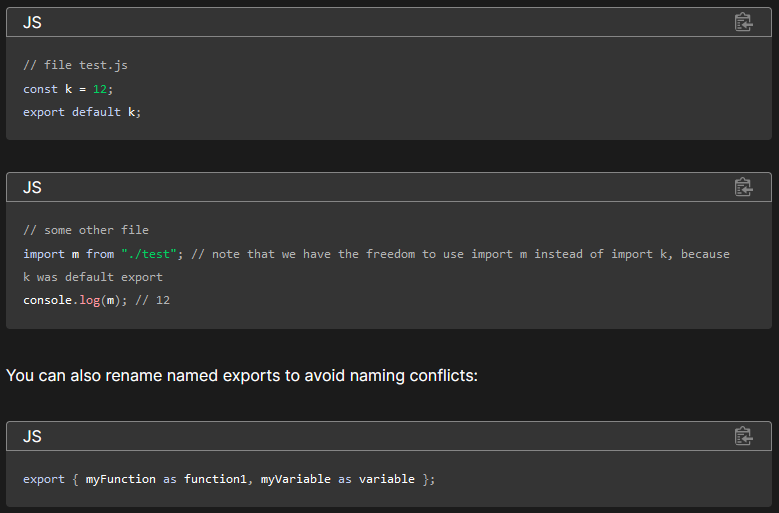 JS
// file test.js
const k = 12;
export default k;
JS
// some other file
import m from "./test"; // note that we have the freedom to use import m instead of import k, because
k was default export
console.log(m); // 12
You can also rename named exports to avoid naming conflicts:
JS
export { myFunction as function1, myVariable as variable };